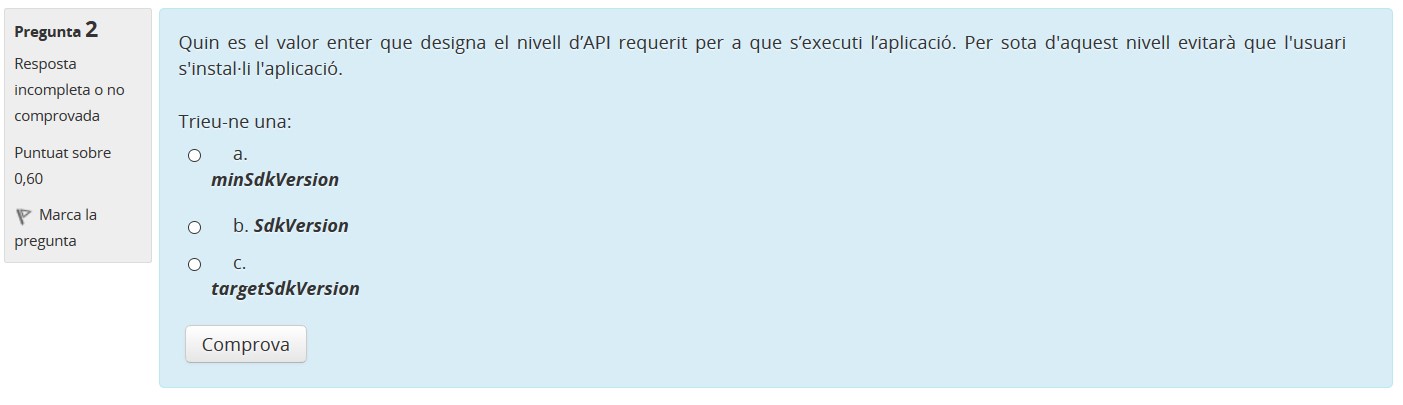 Pregunta 2
Resposta
incompleta o no
comprovada
Puntuat sobre
0,60
Marca la
pregunta
Quin es el valor enter que designa el nivell d’API requerit per a que s’executi l’aplicació. Per sota d'aquest nivell evitarà que l'usuari
s'instal·li l'aplicació.
Trieu-ne una:
a.
minSdkVersion
b. SdkVersion
c.
targetSdkVersion
Comprova